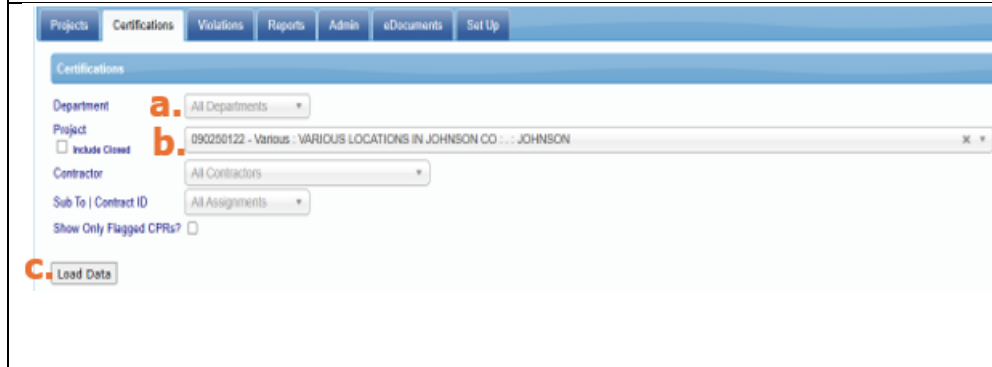 Projects Certifications Violations Reports Admin eDocuments Set Up
Certifications
Department a. All Departments
Project b. 090250122 - Various : VARIOUS LOCATIONS IN JOHNSON CO : . : JOHNSON x
Include Closed
Contractor All Contractors
Sub To | Contract ID All Assignments
Show Only Flagged CPRs?
c. Load Data